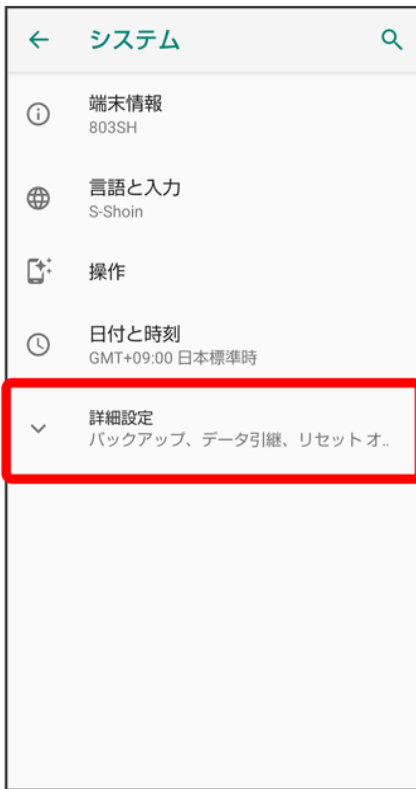 システム
端末情報
803SH
言語と入力
S-Shoin
操作
日付と時刻
GMT+09:00 日本標準時
詳細設定
バックアップ、データ引継、リセット オ..